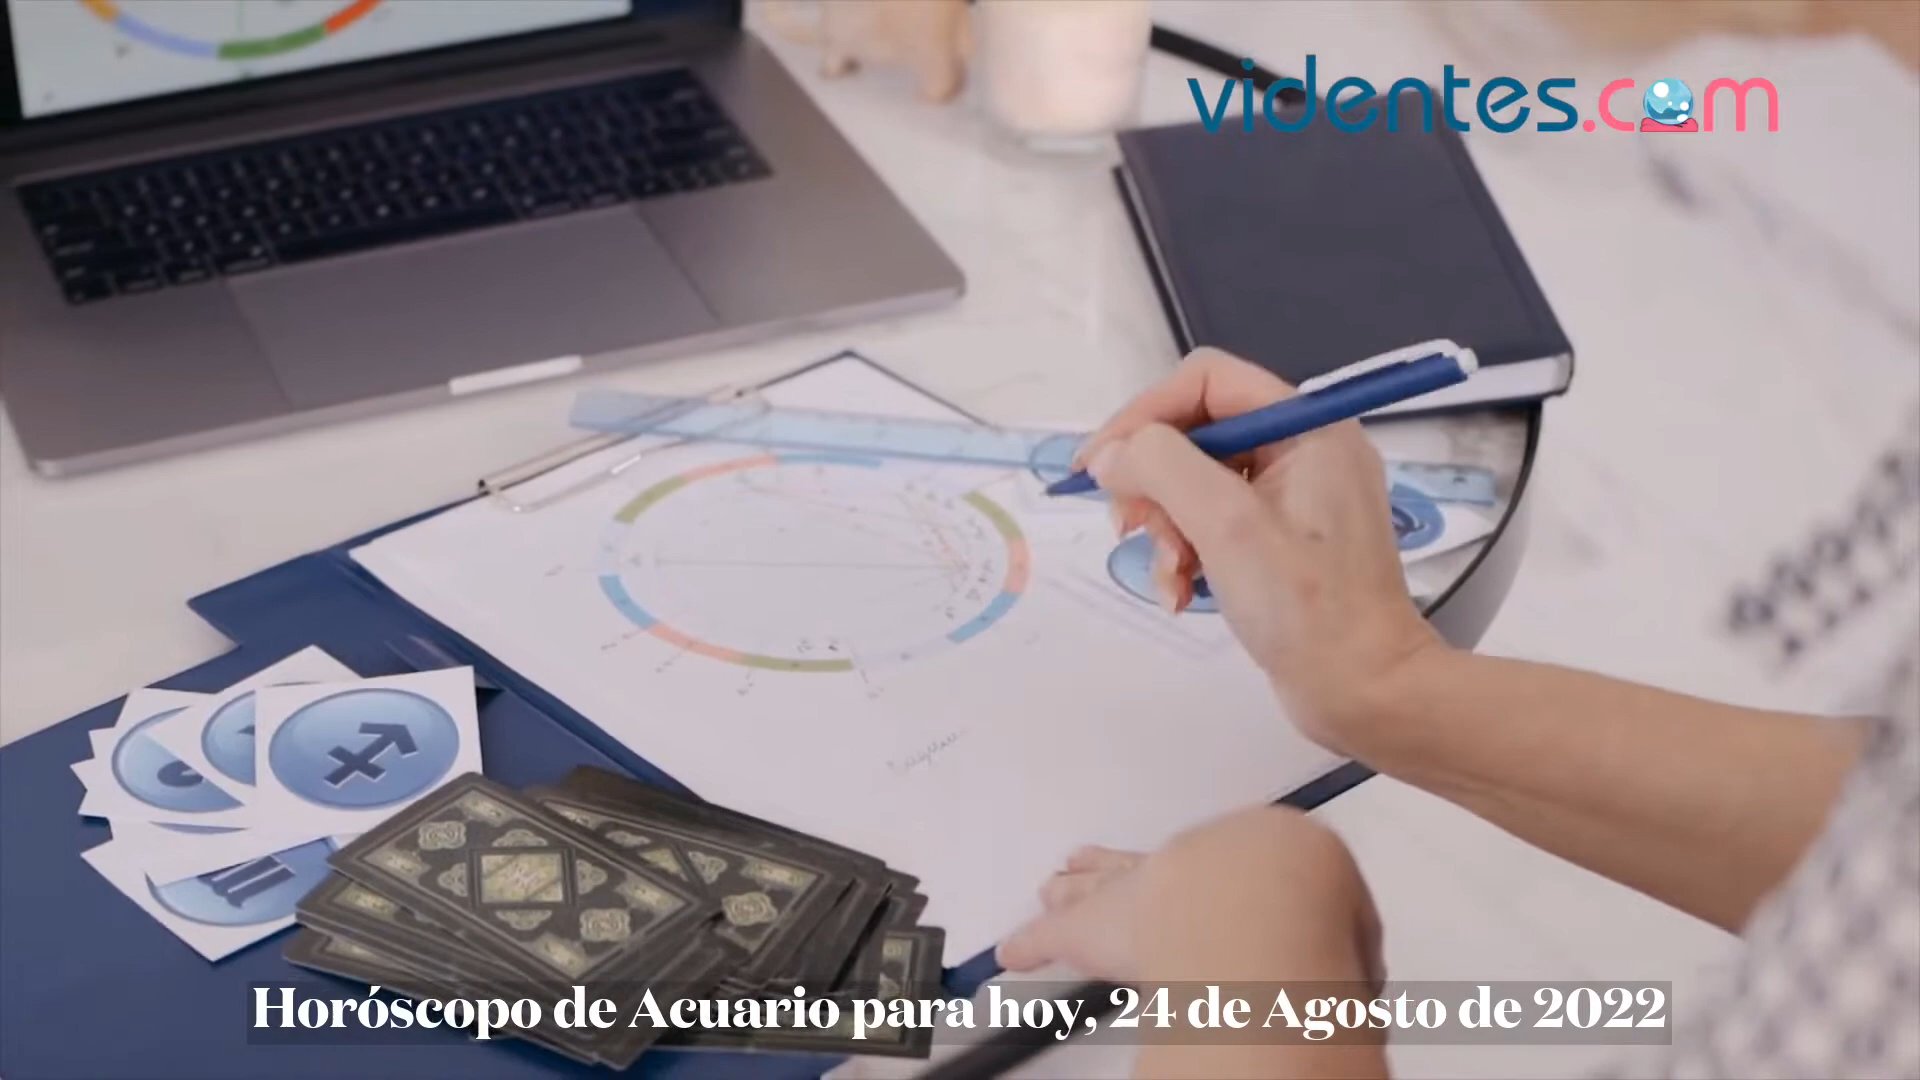 videntes.com
Horóscopo de Acuario para hoy, 24 de Agosto de 2022